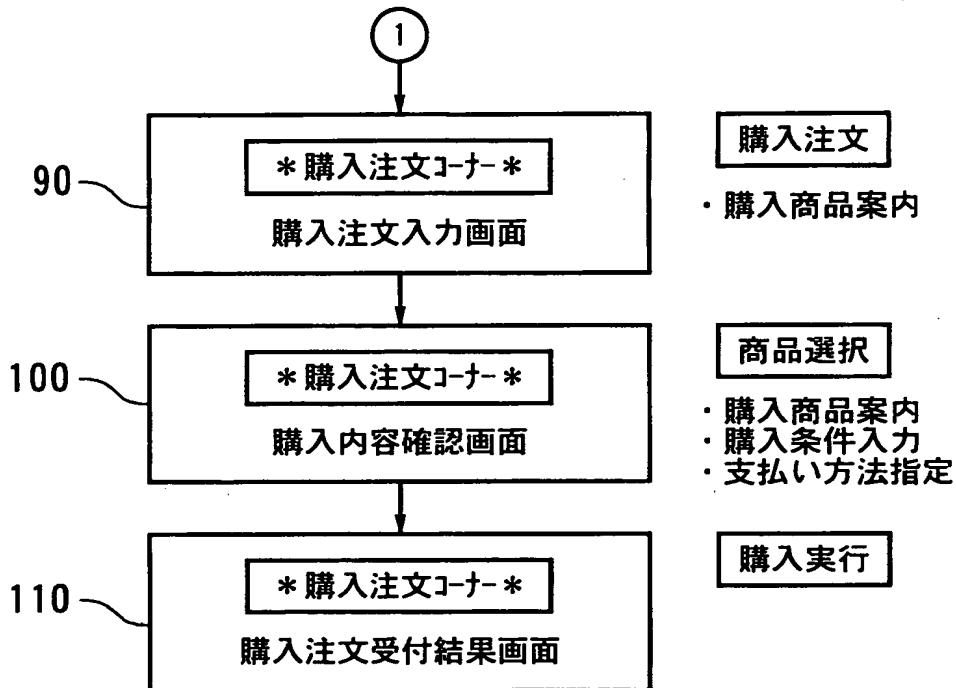 1
90
＊購入注文ｺｰﾅｰ＊
購入注文入力画面
購入注文
・購入商品案内
100
＊購入注文ｺｰﾅｰ＊
購入内容確認画面
商品選択
・購入商品案内
・購入条件入力
・支払い方法指定
110
＊購入注文ｺｰﾅｰ＊
購入注文受付結果画面
購入実行